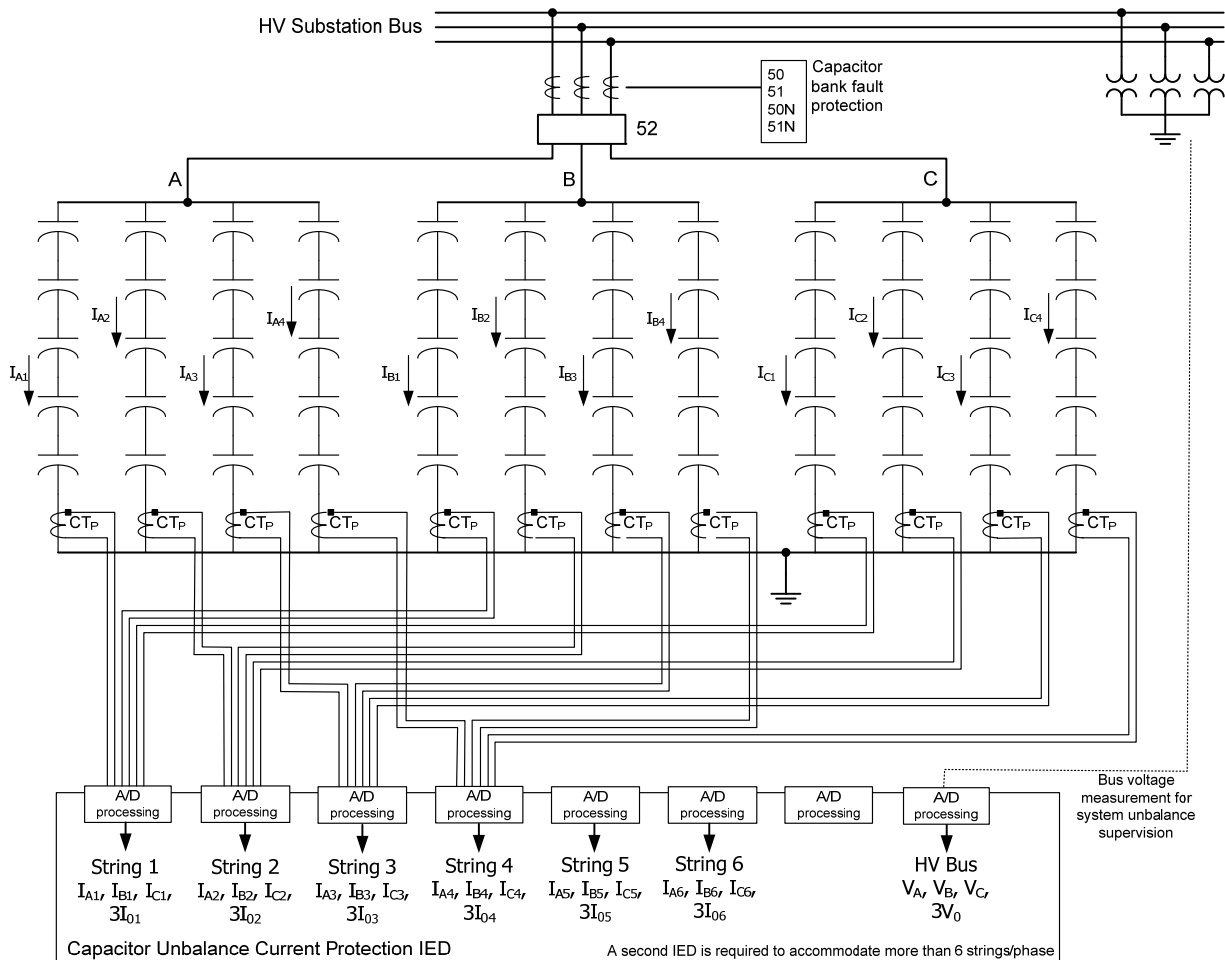 HV Substation Bus
50
51
50N
51N
Capacitor
bank fault
protection
52
A
B
C
IA2
IA4
IB2
IB4
IC2
IC4
IA1
IA3
IB1
IB3
IC1
IC3
CTP
CTP
CTP
CTP
CTP
CTP
CTP
CTP
CTP
CTP
CTP
CTP
Bus voltage
measurement for
system unbalance
supervision
A/D
processing
A/D
processing
A/D
processing
A/D
processing
A/D
processing
A/D
processing
A/D
processing
A/D
processing
String 1
IA1, IB1, IC1,
3I01
String 2
IA2, IB2, IC2,
3I02
String 3
IA3, IB3, IC3,
3I03
String 4
IA4, IB4, IC4,
3I04
String 5
IA5, IB5, IC5,
3I05
String 6
IA6, IB6, IC6,
3I06
HV Bus
VA, VB, VC,
3V0
Capacitor Unbalance Current Protection IED
A second IED is required to accommodate more than 6 strings/phase